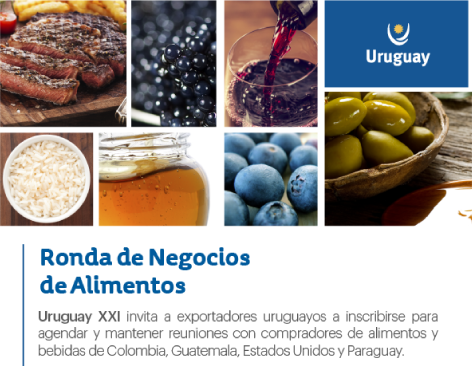 Uruguay
Ronda de Negocios
de Alimentos
Uruguay XXI invita a exportadores uruguayos a inscribirse para
agendar y mantener reuniones con compradores de alimentos y
bebidas de Colombia, Guatemala, Estados Unidos y Paraguay.